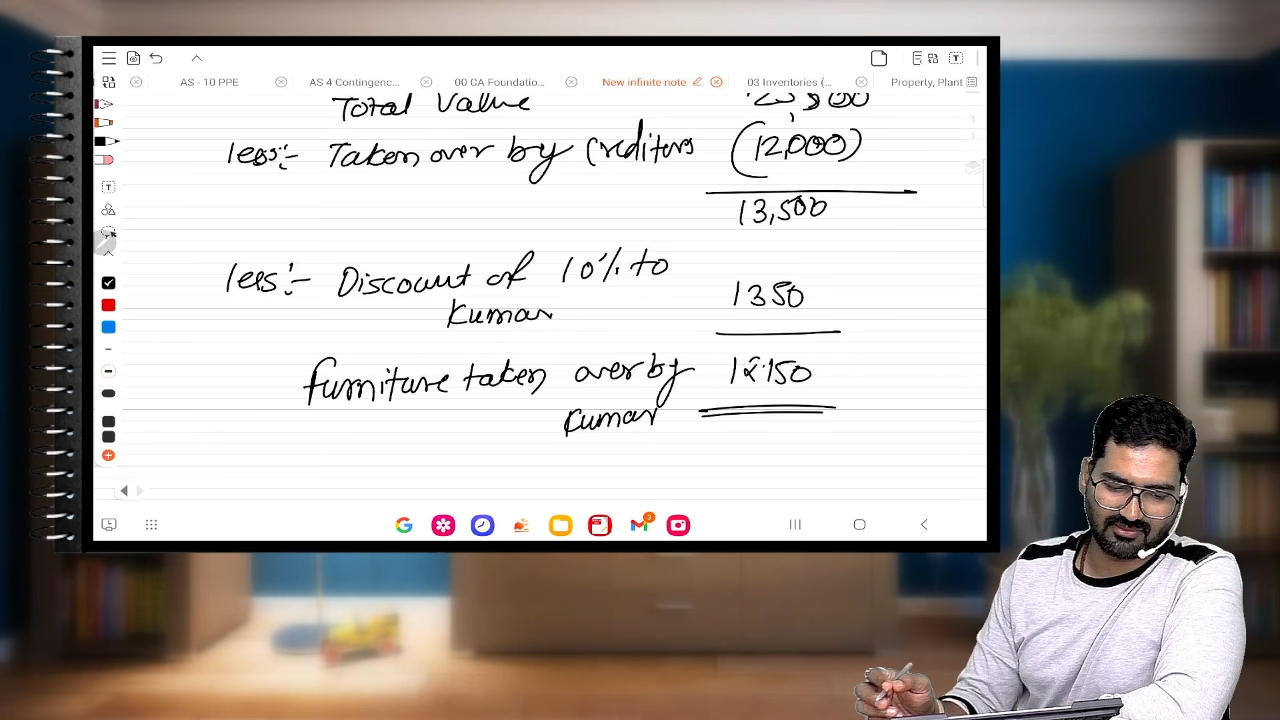 AS - 10 PPE
AS 4 Contingenc...
00 CA Foundatio...
New infinite note
03 Inventories (...
Property, Plant
Total Value
less:- Taken over by Creditors (12,000)
13,500
less:- Discount of 10% to
Kumar 1350
furniture taken over by 12150
Kumar
3